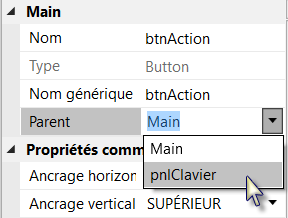 Main
Nom btnAction
Type Button
Nom générique btnAction
Parent Main
Main
Propriétés comm
pnlClavier
Ancrage horizon
Ancrage vertical SUPÉRIEUR